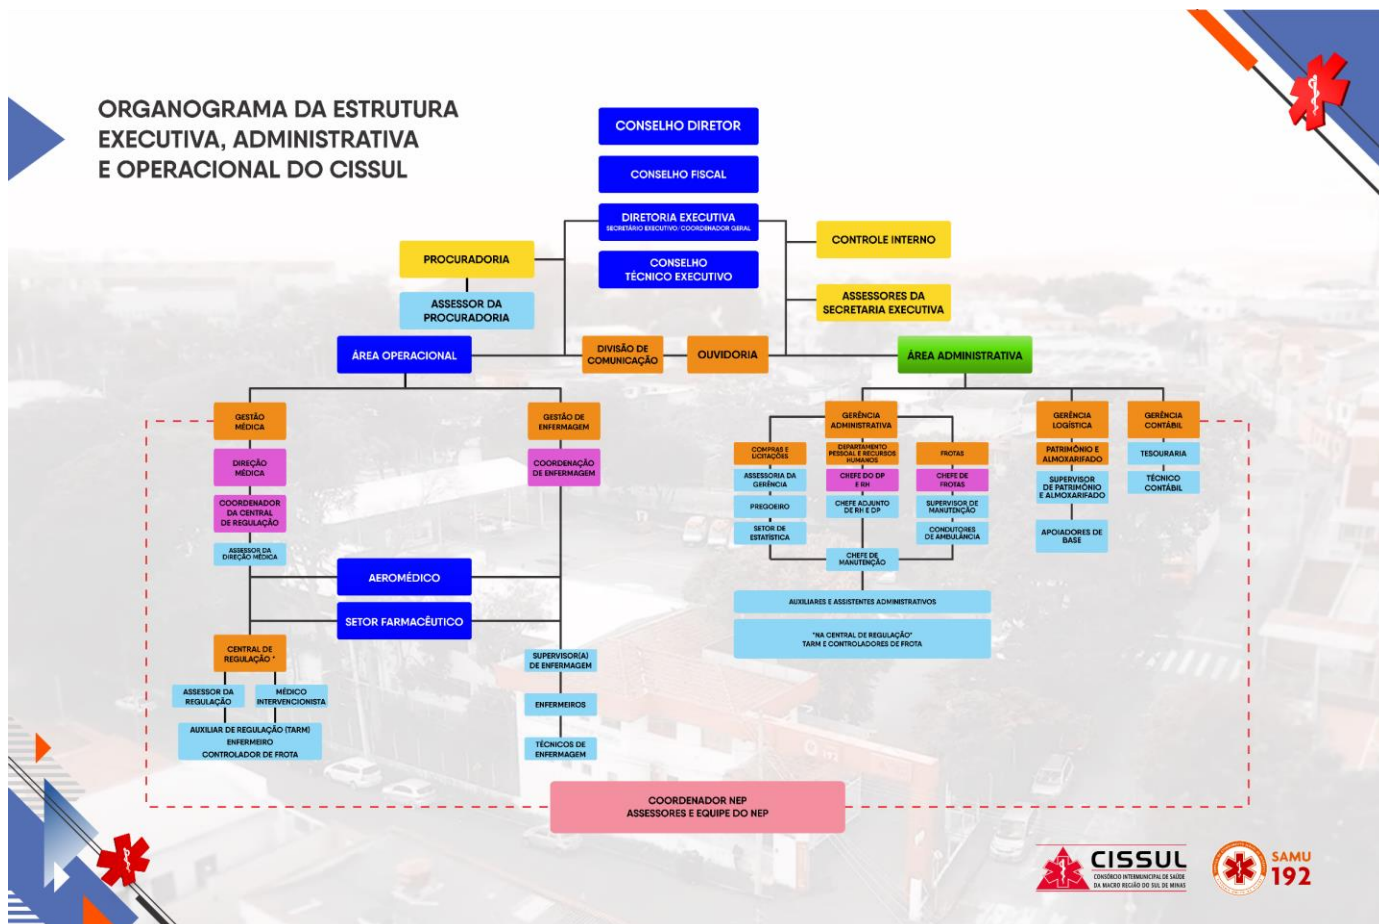 ORGANOGRAMA DA ESTRUTURA
EXECUTIVA, ADMINISTRATIVA
E OPERACIONAL DO CISSUL
CONSELHO DIRETOR
CONSELHO FISCAL
DIRETORIA EXECUTIVA
SECRETÁRIO EXECUTIVO/COORDENADOR GERAL
CONSELHO
TÉCNICO EXECUTIVO
PROCURADORIA
ASSESSOR DA
PROCURADORIA
CONTROLE INTERNO
ASSESSORES DA
SECRETARIA EXECUTIVA
ÁREA OPERACIONAL
DIVISÃO DE
COMUNICAÇÃO
OUVIDORIA
ÁREA ADMINISTRATIVA
GESTÃO
MÉDICA
DIREÇÃO
MÉDICA
COORDENADOR
DA CENTRAL
DE REGULAÇÃO
ASSESSOR DA
DIREÇÃO MÉDICA
GESTÃO DE
ENFERMAGEM
COORDENAÇÃO
DE ENFERMAGEM
AEROMÉDICO
SETOR FARMACÊUTICO
CENTRAL DE
REGULAÇÃO *
ASSESSOR DA
REGULAÇÃO
MÉDICO
INTERVENCIONISTA
AUXILIAR DE REGULAÇÃO (TARM)
ENFERMEIRO
CONTROLADOR DE FROTA
SUPERVISOR(A)
DE ENFERMAGEM
ENFERMEIROS
TÉCNICOS DE
ENFERMAGEM
GERÊNCIA
ADMINISTRATIVA
COMPRAS E
LICITAÇÕES
ASSESSORIA DA
GERÊNCIA
PREGOEIRO
SETOR DE
ESTATÍSTICA
DEPARTAMENTO
PESSOAL E RECURSOS
HUMANOS
CHEFE DO DP
E RH
CHEFE ADJUNTO
DE RH E DP
FROTAS
CHEFE DE
FROTAS
SUPERVISOR DE
MANUTENÇÃO
CONDUTORES
DE AMBULÂNCIA
CHEFE DE
MANUTENÇÃO
AUXILIARES E ASSISTENTES ADMINISTRATIVOS
"NA CENTRAL DE REGULAÇÃO"
TARM E CONTROLADORES DE FROTA
GERÊNCIA
LOGÍSTICA
PATRIMÔNIO E
ALMOXARIFADO
SUPERVISOR
DE PATRIMÔNIO
E ALMOXARIFADO
APOIADORES DE
BASE
GERÊNCIA
CONTÁBIL
TESOURARIA
TÉCNICO
CONTÁBIL
COORDENADOR NEP
ASSESSORES E EQUIPE DO NEP
CISSUL
CONSÓRCIO INTERMUNICIPAL DE SAÚDE
DA MACRO REGIÃO DO SUL DE MINAS
SAMU
192
192